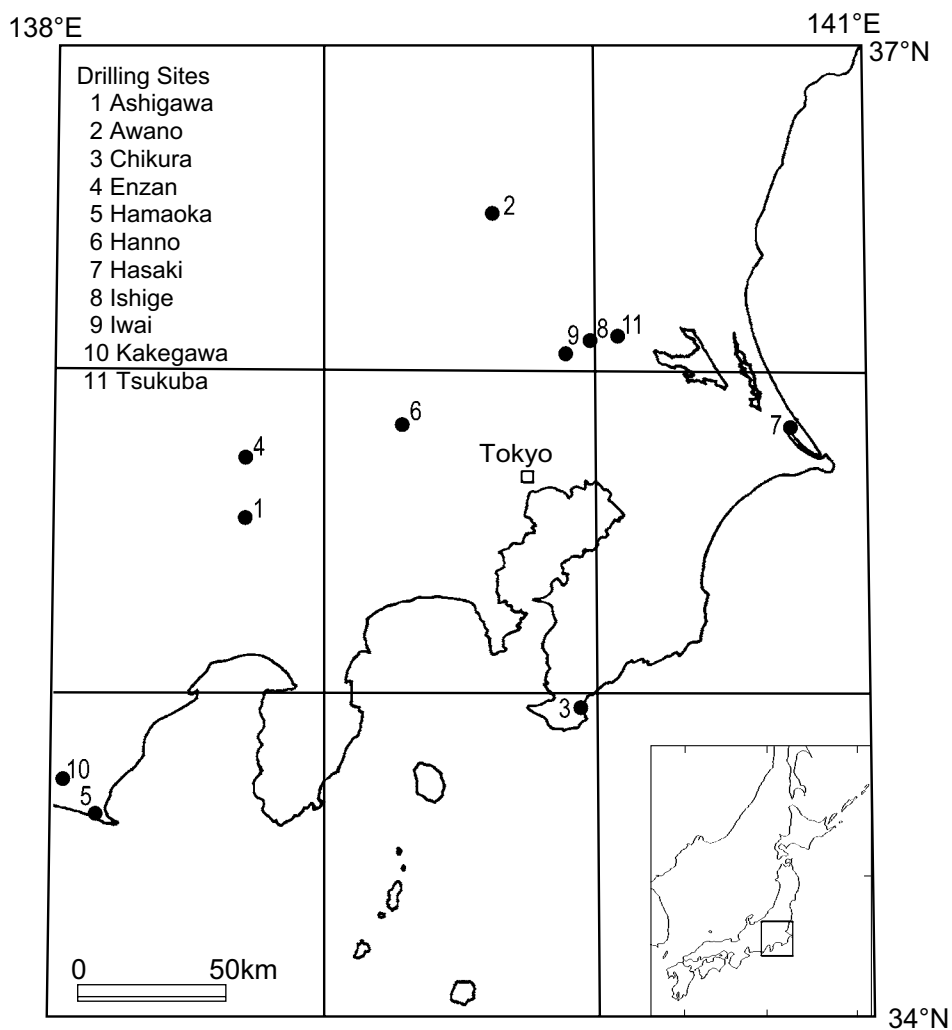 138°E
141°E
37°N
Drilling Sites
1 Ashigawa
2 Awano
3 Chikura
4 Enzan
5 Hamaoka
6 Hanno
7 Hasaki
8 Ishige
9 Iwai
10 Kakegawa
11 Tsukuba
2
9
8
11
6
7
4
Tokyo
1
3
10
5
0
50km
34°N